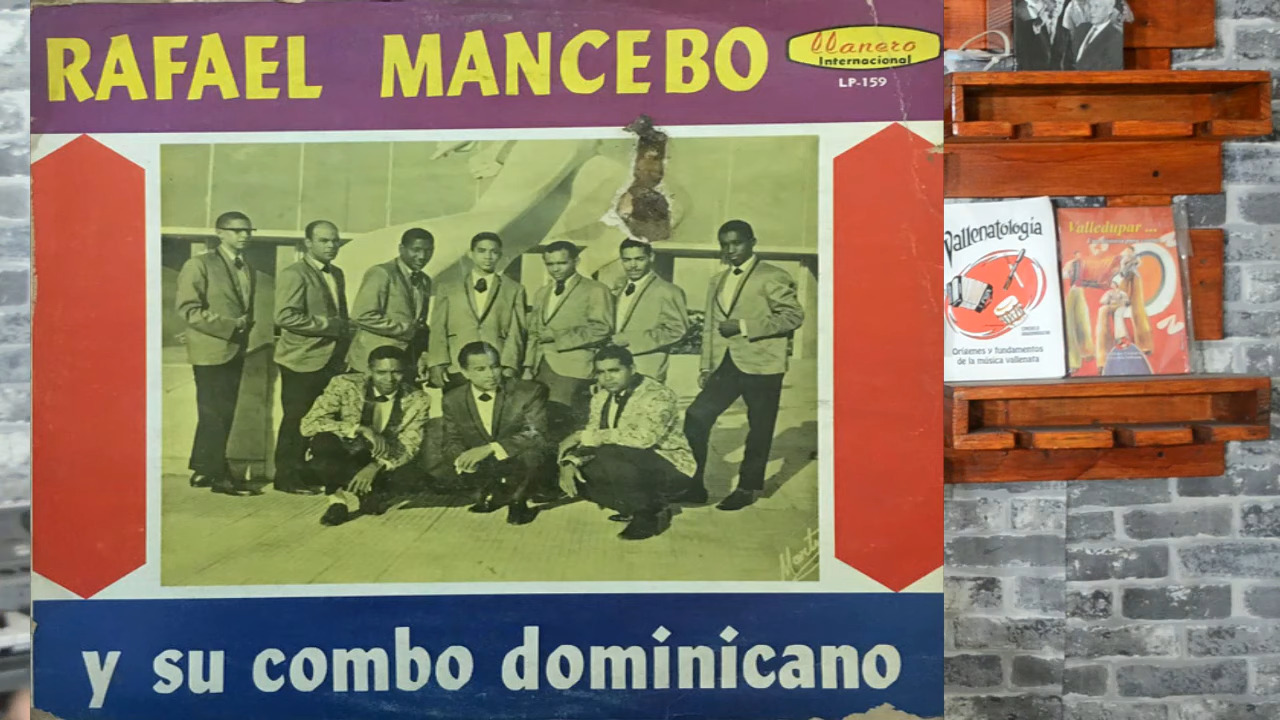 RAFAEL MANCEBO
llanero
Internacional
LP-159
y su combo dominicano
Vallenatología
Orígenes y fundamentos
de la música vallenata
Valledupar ...